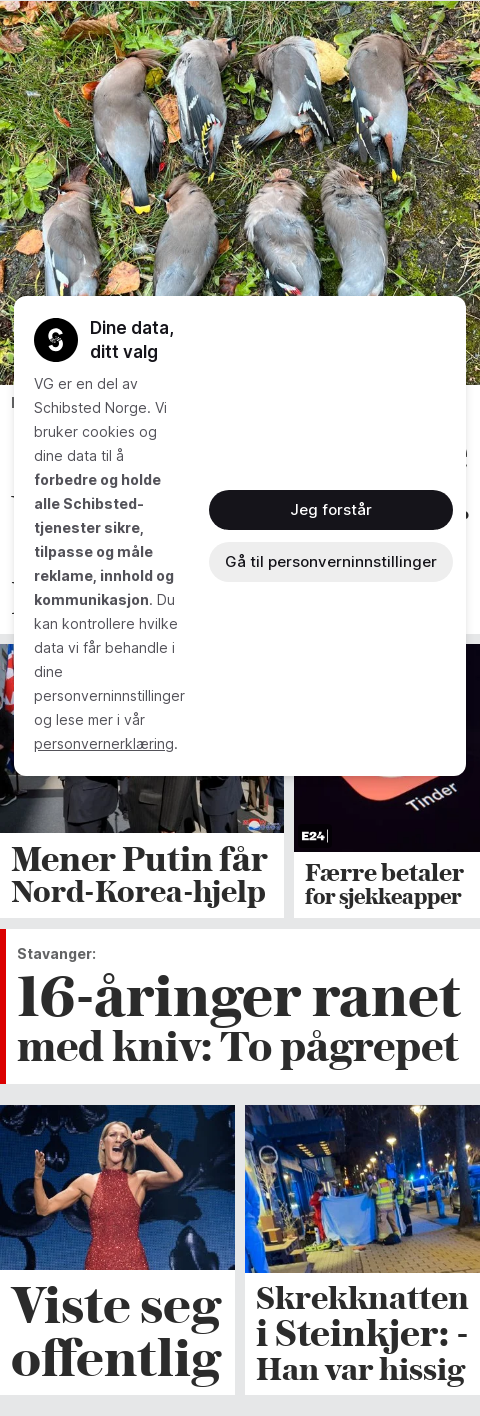 Dine data,
ditt valg
VG er en del av
Schibsted Norge. Vi
bruker cookies og
dine data til å
forbedre og holde
alle Schibsted-
tjenester sikre,
tilpasse og måle
reklame, innhold og
kommunikasjon. Du
kan kontrollere hvilke
data vi får behandle i
dine
personverninnstillinger
og lese mer i vår
personvernerklæring.
Jeg forstår
Gå til personverninnstillinger
Tinder
E24
Mener Putin får
Nord-Korea-hjelp
Færre betaler
for sjekkeapper
Stavanger:
16-åringer ranet
med kniv: To pågrepet
Viste seg
offentlig
Skrekknatten
i Steinkjer: -
Han var hissig